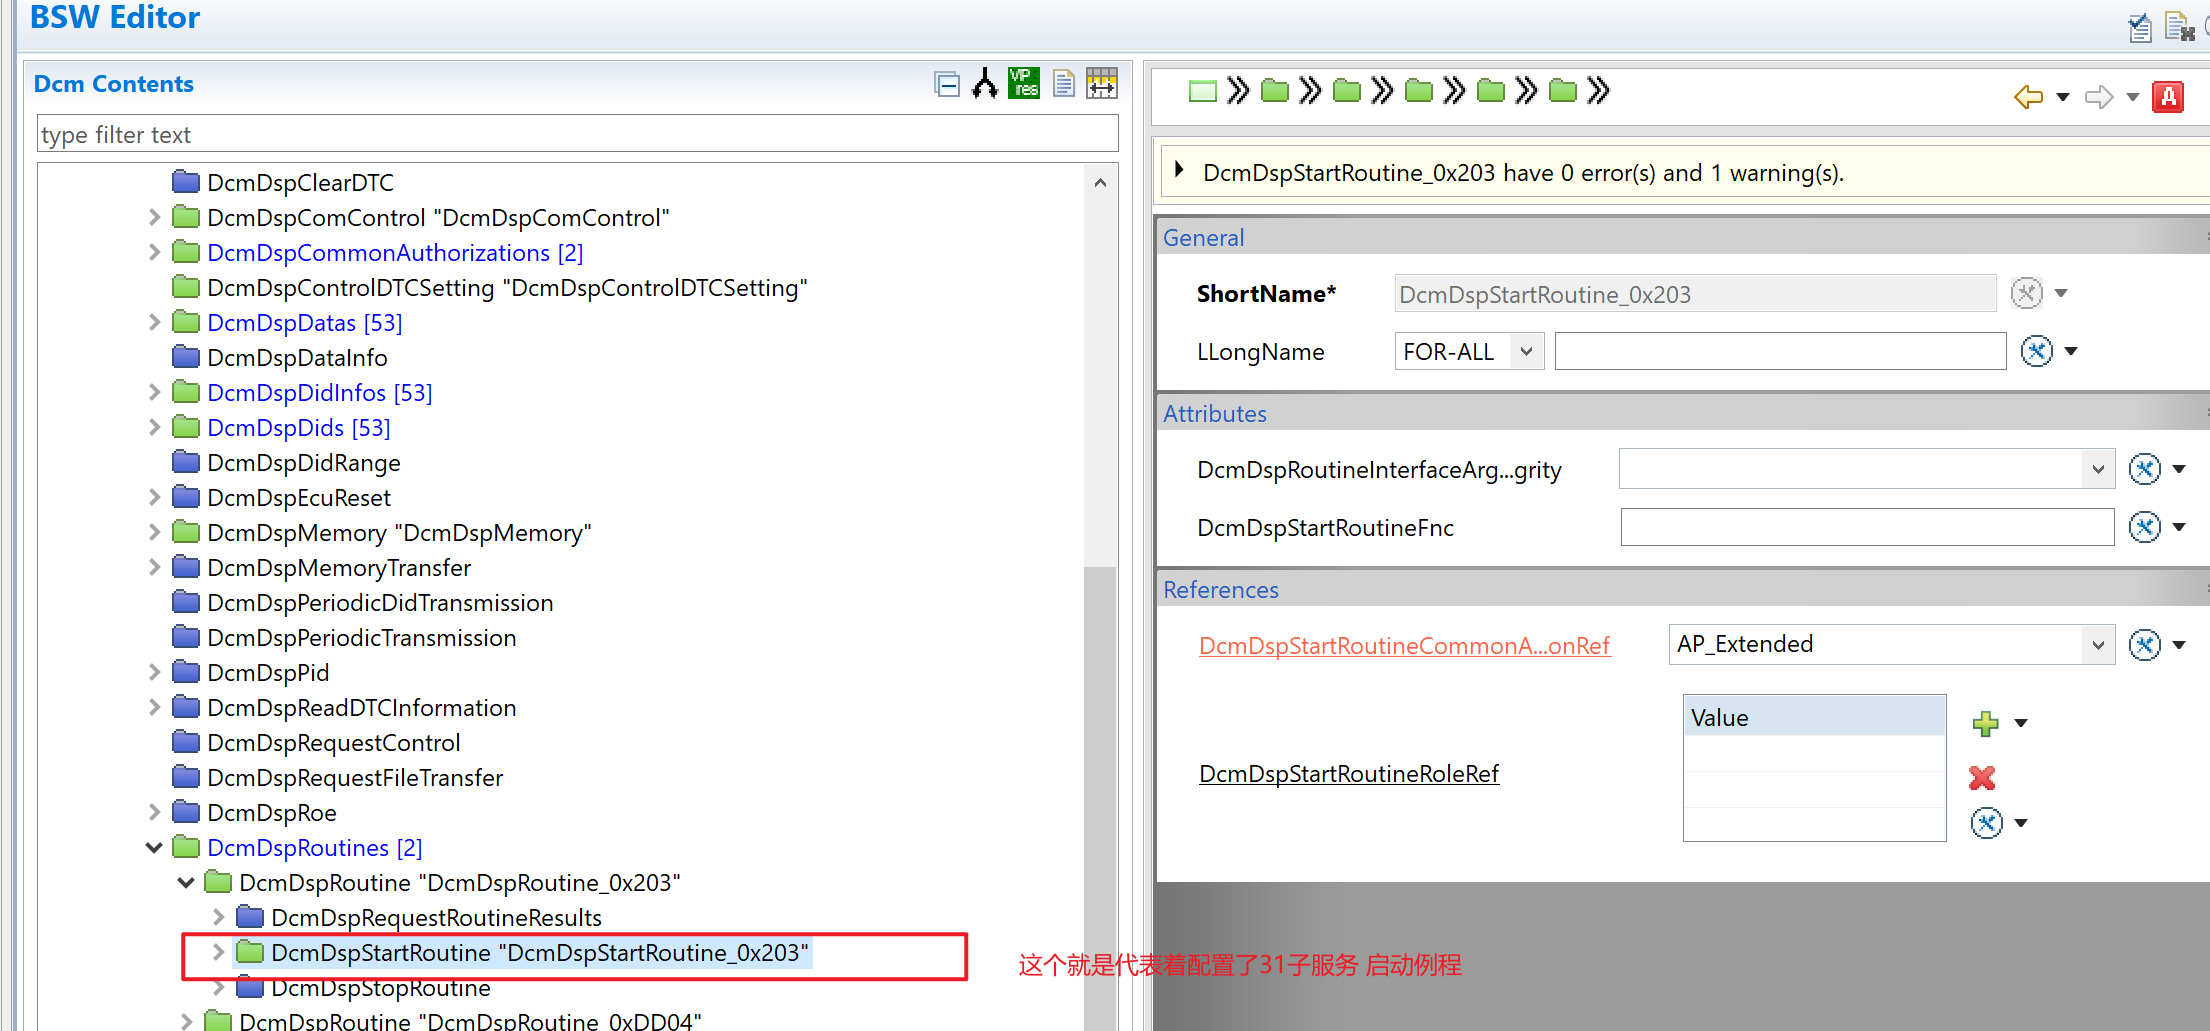 BSW Editor
Dcm Contents
VIP
res
type filter text
DcmDspClearDTC
DcmDspComControl "DcmDspComControl"
DcmDspCommonAuthorizations [2]
DcmDspControlDTCSetting "DcmDspControlDTCSetting"
DcmDspDatas [53]
DcmDspDataInfo
DcmDspDidInfos [53]
DcmDspDids [53]
DcmDspDidRange
DcmDspEcuReset
DcmDspMemory "DcmDspMemory"
DcmDspMemoryTransfer
DcmDspPeriodicDidTransmission
DcmDspPeriodicTransmission
DcmDspPid
DcmDspReadDTCInformation
DcmDspRequestControl
DcmDspRequestFileTransfer
DcmDspRoe
DcmDspRoutines [2]
DcmDspRoutine "DcmDspRoutine_0x203"
DcmDspRequestRoutineResults
DcmDspStartRoutine "DcmDspStartRoutine_0x203"
DcmDspStopRoutine
DcmDspRoutine "DcmDspRoutine_0xDD04"
A
DcmDspStartRoutine_0x203 have 0 error(s) and 1 warning(s).
General
ShortName* DcmDspStartRoutine_0x203
LLongName FOR-ALL
Attributes
DcmDspRoutineInterfaceArg...grity
DcmDspStartRoutineFnc
References
DcmDspStartRoutineCommonA...onRef AP_Extended
Value
DcmDspStartRoutineRoleRef
这个就是代表着配置了31子服务 启动例程